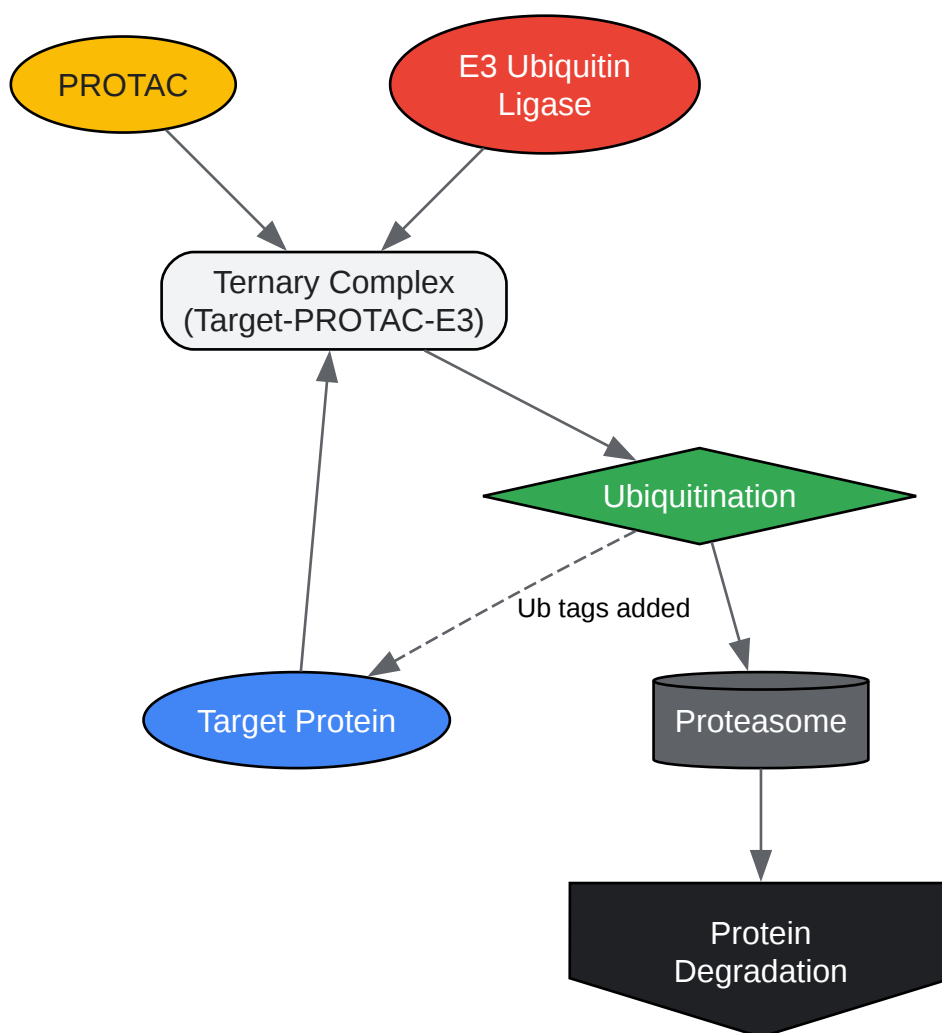 PROTAC
E3 Ubiquitin
Ligase
Ternary Complex
(Target-PROTAC-E3)
Ubiquitination
Ub tags added
Target Protein
Proteasome
Protein
Degradation